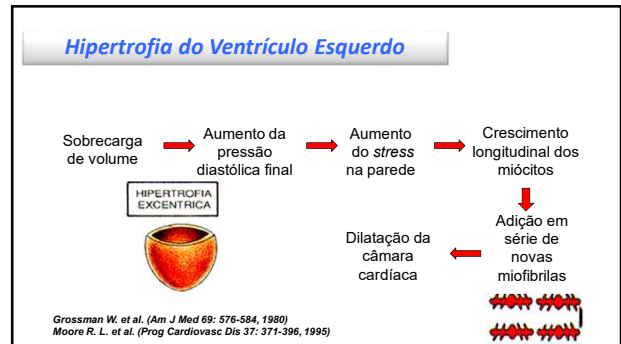 Hipertrofia do Ventrículo Esquerdo
Sobrecarga
de volume
Aumento da
pressão
diastólica final
Aumento
do stress
na parede
Crescimento
longitudinal dos
miócitos
HIPERTROFIA
EXCENTRICA
Adição em
série de
novas
miofibrilas
Dilatação da
câmara
cardíaca
Grossman W. et al. (Am J Med 69: 576-584, 1980)
Moore R. L. et al. (Prog Cardiovasc Dis 37: 371-396, 1995)